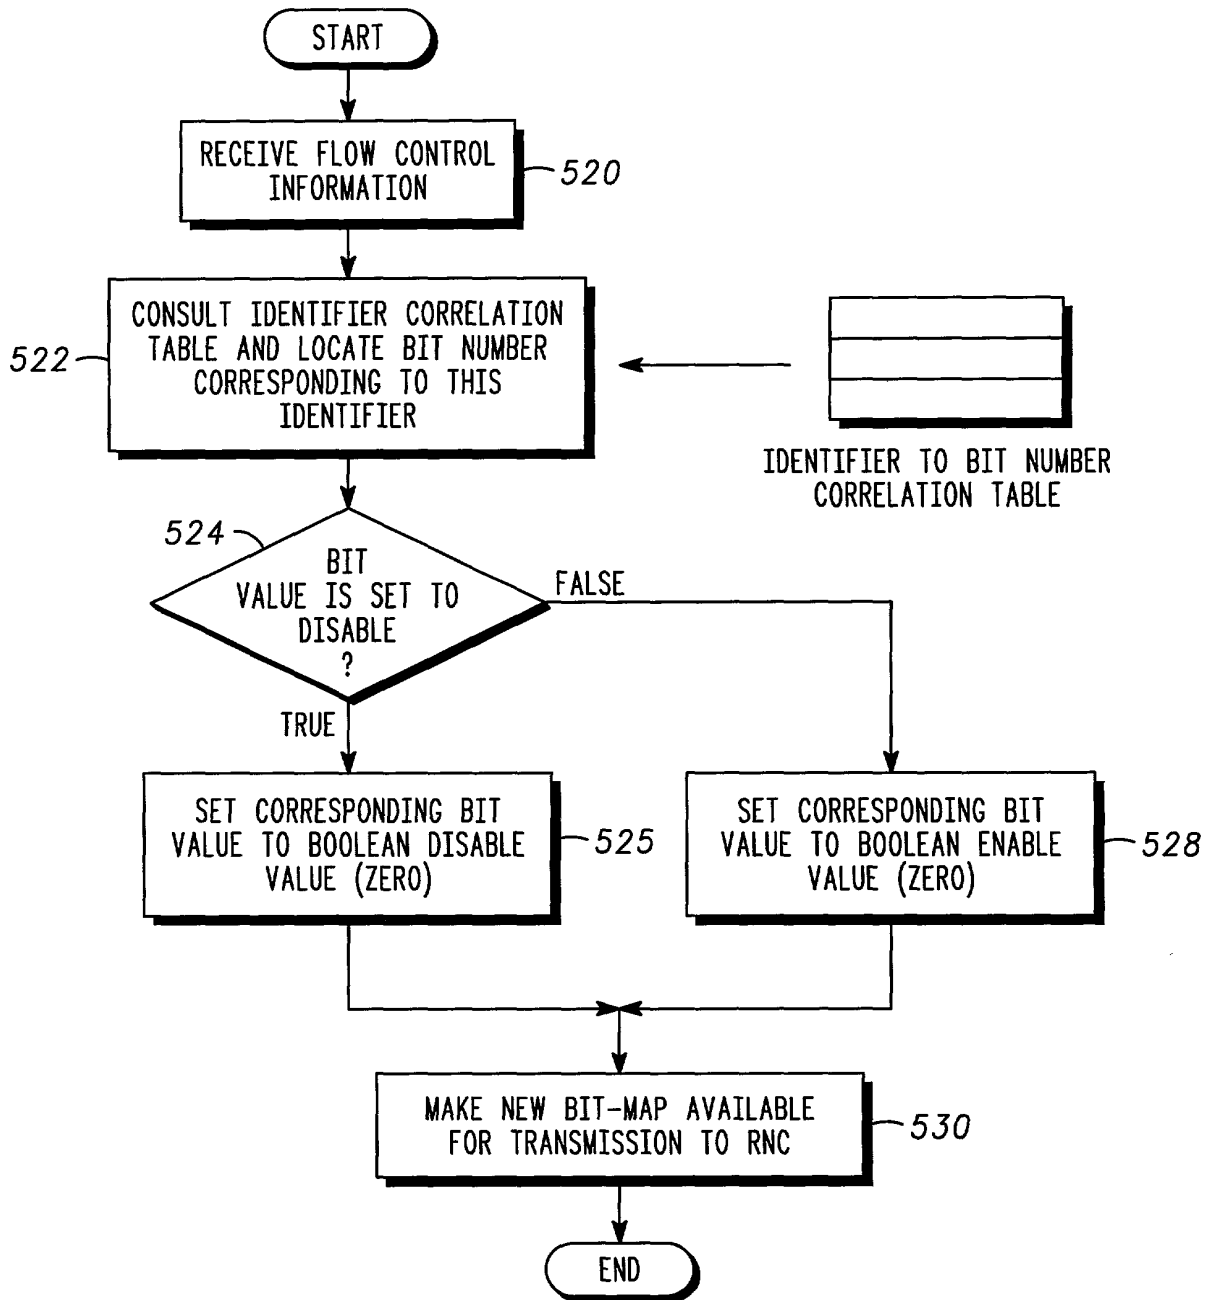 START
RECEIVE FLOW CONTROL
INFORMATION
520
CONSULT IDENTIFIER CORRELATION
TABLE AND LOCATE BIT NUMBER
CORRESPONDING TO THIS
IDENTIFIER
522
IDENTIFIER TO BIT NUMBER
CORRELATION TABLE
524
BIT
VALUE IS SET TO
DISABLE
?
FALSE
TRUE
SET CORRESPONDING BIT
VALUE TO BOOLEAN DISABLE
VALUE (ZERO)
525
SET CORRESPONDING BIT
VALUE TO BOOLEAN ENABLE
VALUE (ZERO)
528
MAKE NEW BIT-MAP AVAILABLE
FOR TRANSMISSION TO RNC
530
END